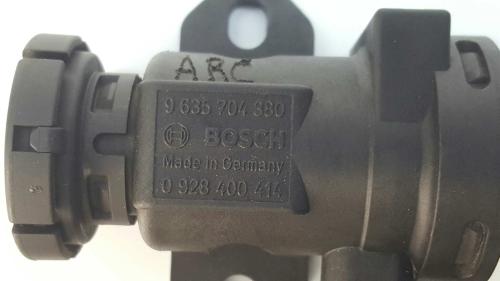 ARC
9 635 704 380
BOSCH
Made in Germany
0 928 400 414